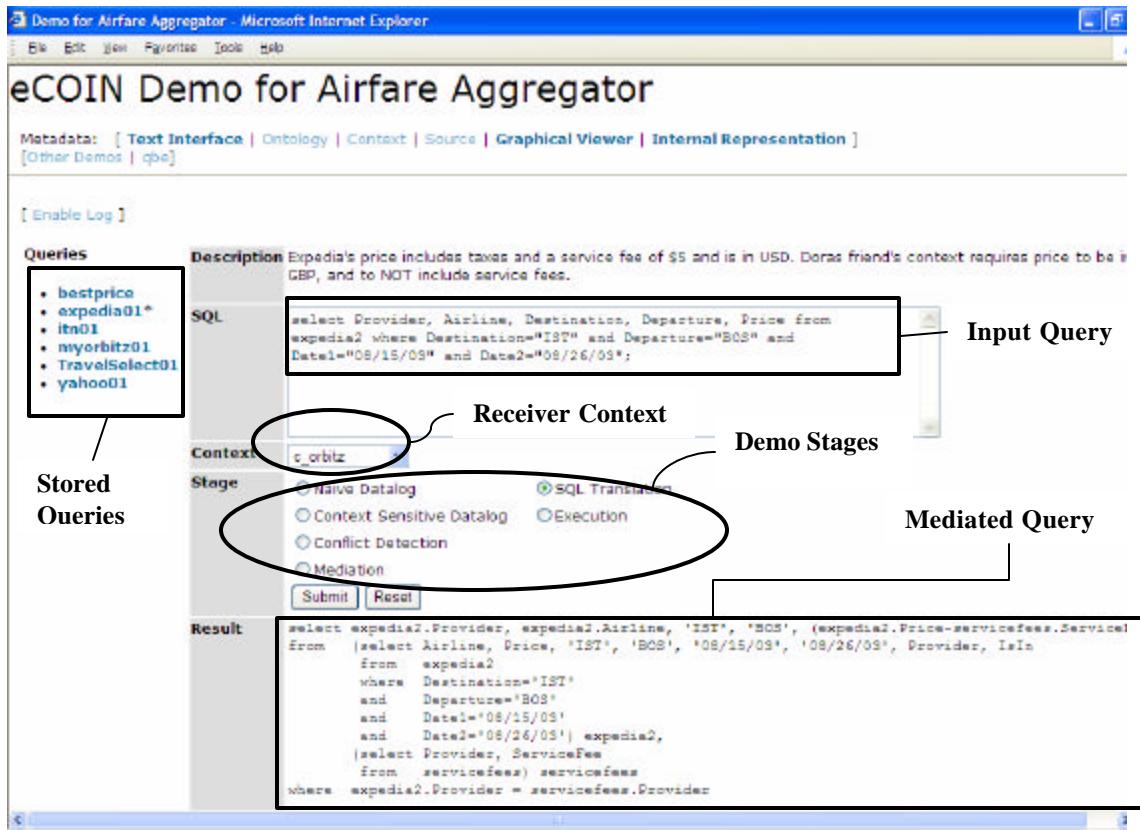 Demo for Airfare Aggregator - Microsoft Internet Explorer
File Edit View Favorites Tools Help
eCOIN Demo for Airfare Aggregator
Metadata: [ Text Interface | Ontology | Context | Source | Graphical Viewer | Internal Representation ]
[Other Demos | qbe]
[ Enable Log ]
Queries
• bestprice
• expedia01*
• itn01
• myorbitz01
• TravelSelect01
• yahoo01
Stored
Queries
Description Expedia's price includes taxes and a service fee of $5 and is in USD. Doras friend's context requires price to be in
GBP, and to NOT include service fees.
SQL
select Provider, Airline, Destination, Departure, Price from
expedia2 where Destination="IST" and Departure="BOS" and
Date1="08/15/03" and Date2="08/26/03";
Input Query
Receiver Context
Demo Stages
Context c_orbitz
Stage
Naive Datalog SQL Translation
Context Sensitive Datalog Execution
Conflict Detection
Mediation
Submit Reset
Mediated Query
Result
select expedia2.Provider, expedia2.Airline, 'IST', 'BOS', (expedia2.Price-servicefees.Service
from (select Airline, Price, 'IST', 'BOS', '08/15/03', '08/26/03', Provider, IsIn
from expedia2
where Destination='IST'
and Departure='BOS'
and Date1='08/15/03'
and Date2='08/26/03') expedia2,
(select Provider, ServiceFee
from servicefees) servicefees
where expedia2.Provider = servicefees.Provider